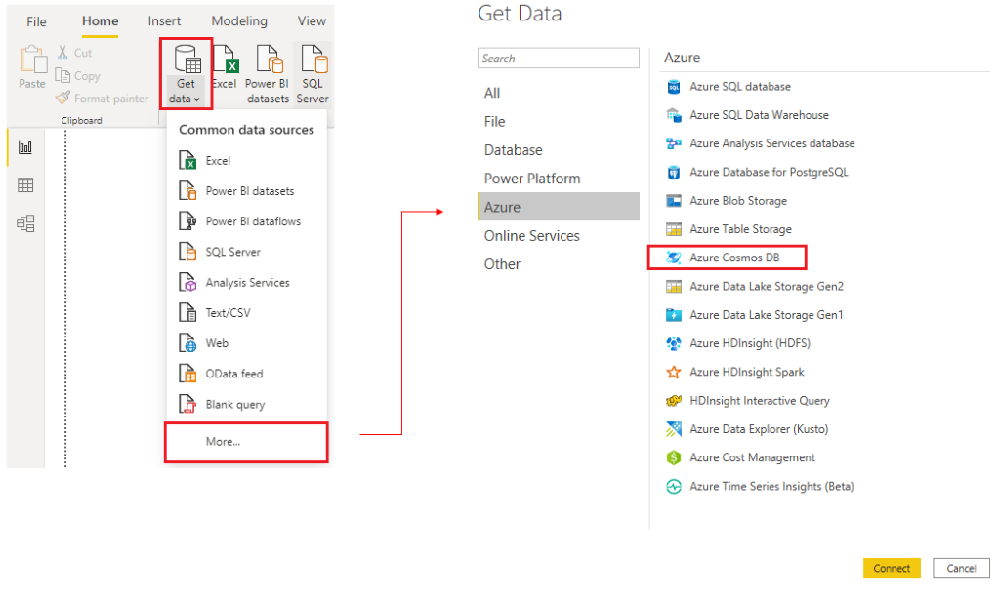 File Home Insert Modeling View
Paste
Cut
Copy
Format painter
Clipboard
Get data
Excel
Power BI datasets
SQL Server
Common data sources
Excel
Power BI datasets
Power BI dataflows
SQL Server
Analysis Services
Text/CSV
Web
OData feed
Blank query
More...
Get Data
Search
All
File
Database
Power Platform
Azure
Online Services
Other
Azure
Azure SQL database
Azure SQL Data Warehouse
Azure Analysis Services database
Azure Database for PostgreSQL
Azure Blob Storage
Azure Table Storage
Azure Cosmos DB
Azure Data Lake Storage Gen2
Azure Data Lake Storage Gen1
Azure HDInsight (HDFS)
Azure HDInsight Spark
HDInsight Interactive Query
Azure Data Explorer (Kusto)
Azure Cost Management
Azure Time Series Insights (Beta)
Connect Cancel